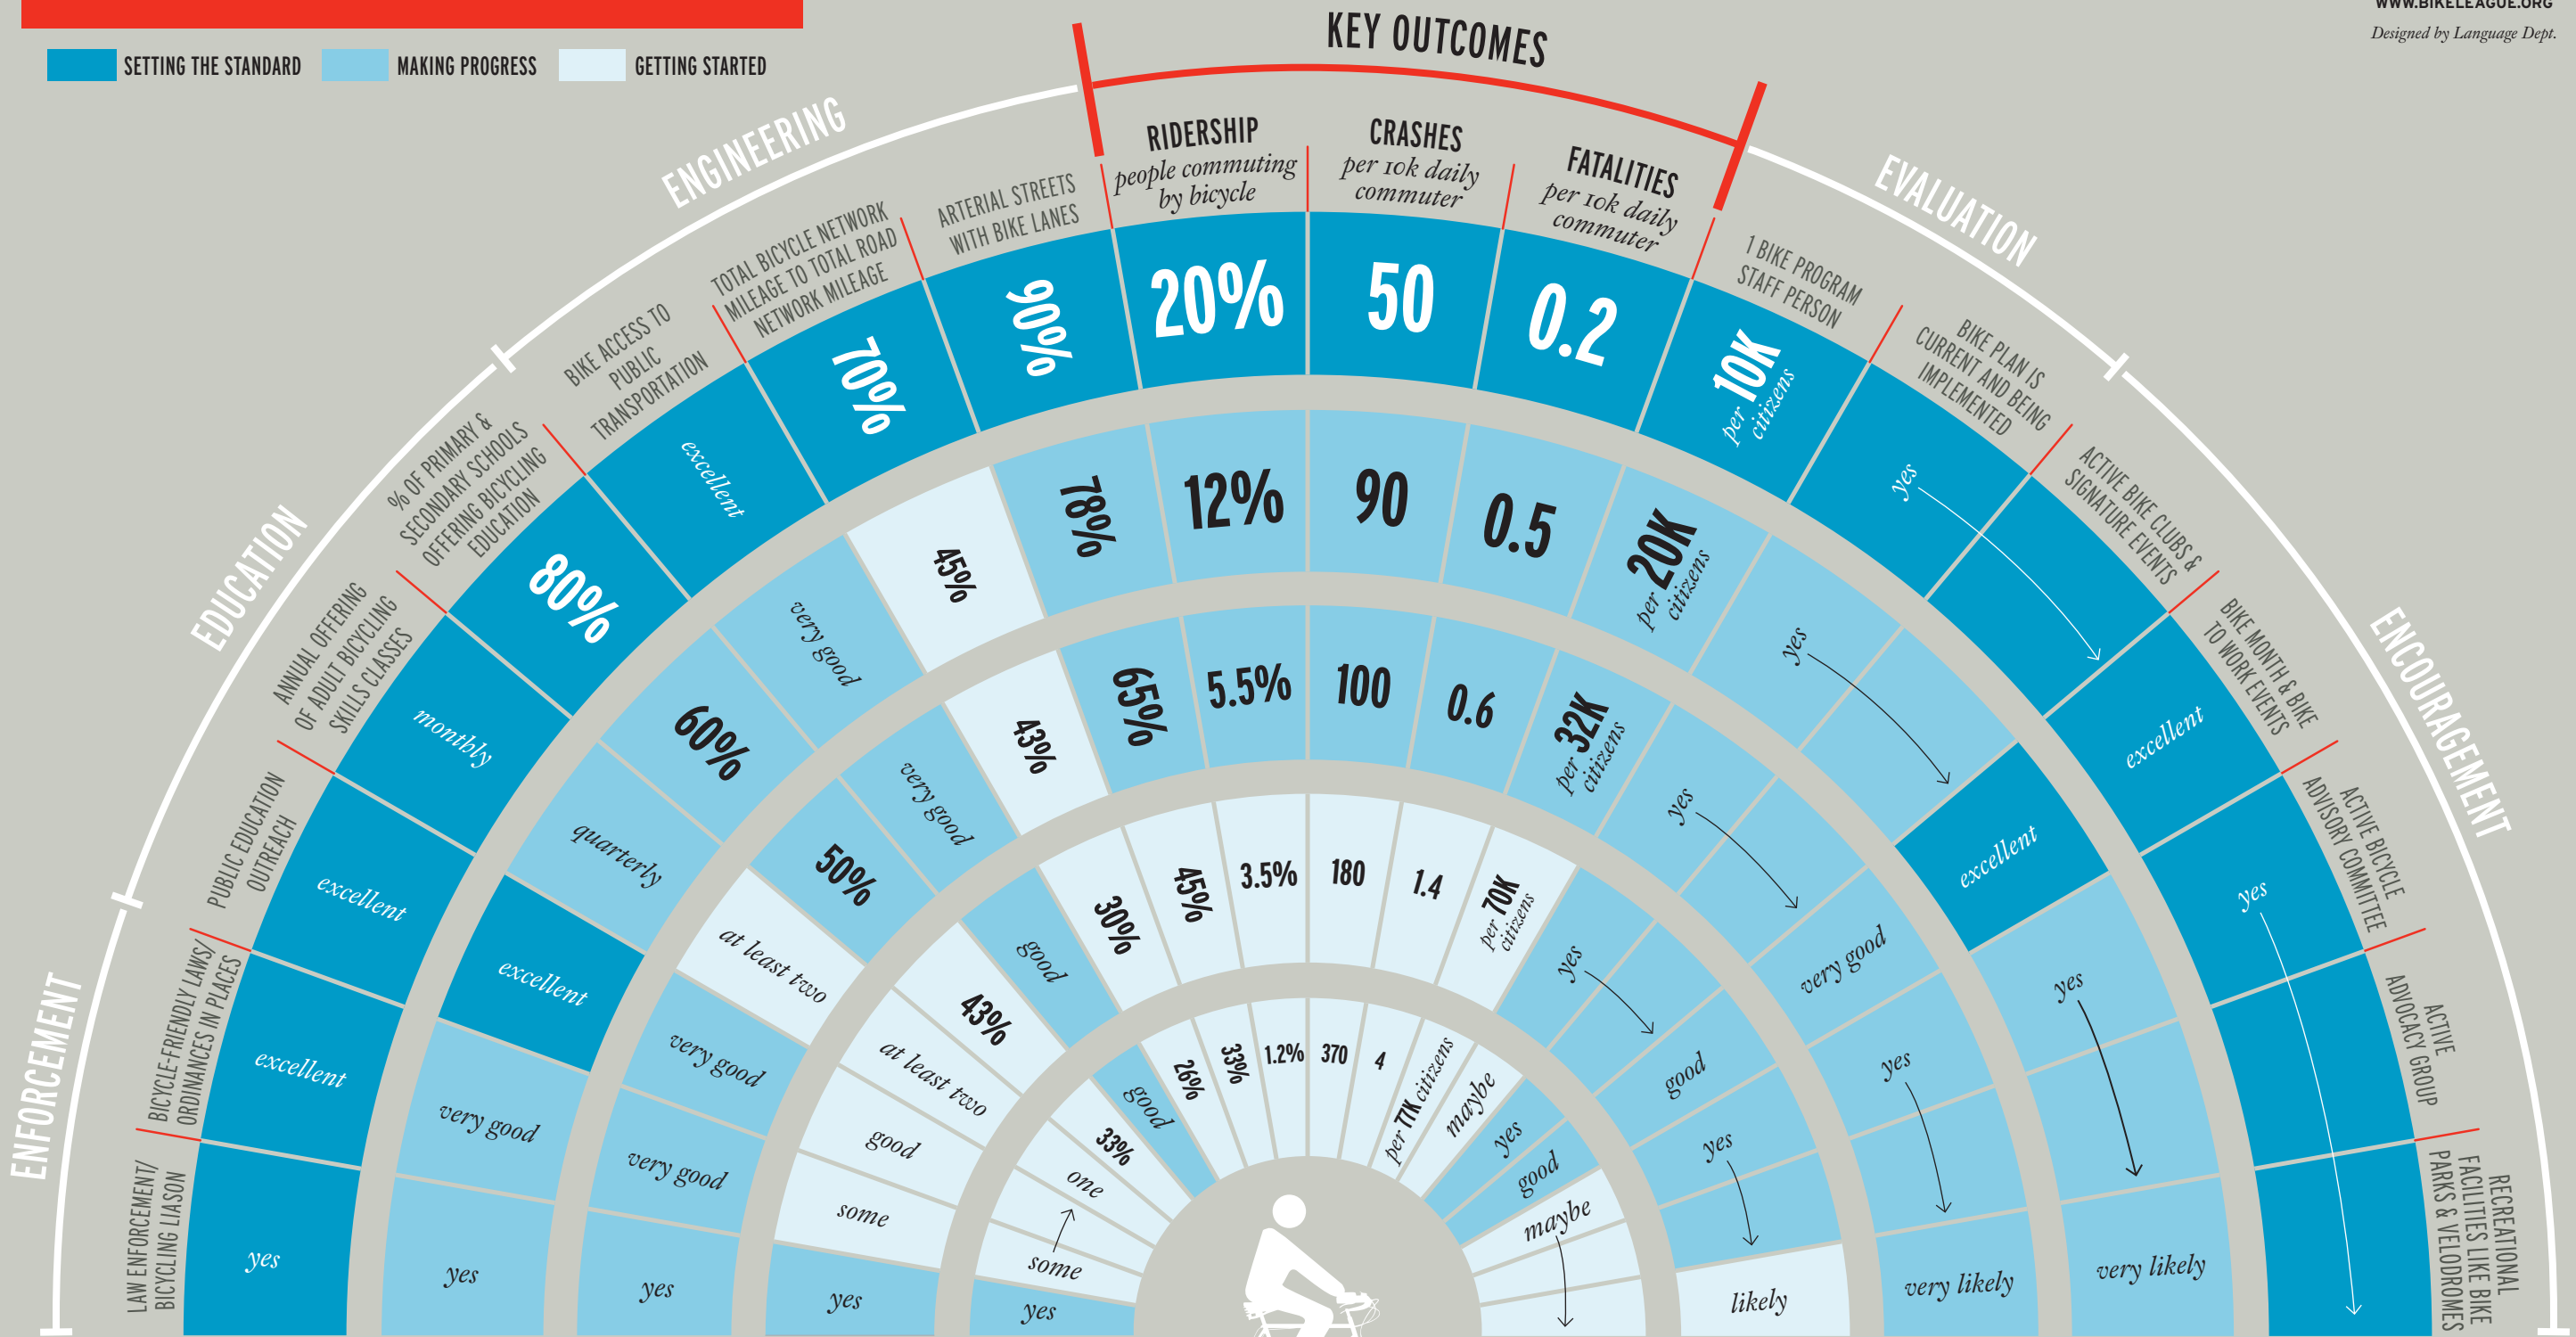 WWW.BIKELEAGUE.ORG
Designed by Language Dept.
SETTING THE STANDARD
MAKING PROGRESS
GETTING STARTED
KEY OUTCOMES
ENFORCEMENT
EDUCATION
ENGINEERING
EVALUATION
ENCOURAGEMENT
LAW ENFORCEMENT/
BICYCLING LIASON
BICYCLE-FRIENDLY LAWS/
ORDINANCES IN PLACES
PUBLIC EDUCATION
OUTREACH
ANNUAL OFFERING
OF ADULT BICYCLING
SKILLS CLASSES
% OF PRIMARY &
SECONDARY SCHOOLS
OFFERING BICYCLING
EDUCATION
BIKE ACCESS TO
PUBLIC
TRANSPORTATION
TOTAL BICYCLE NETWORK
MILEAGE TO TOTAL ROAD
NETWORK MILEAGE
ARTERIAL STREETS
WITH BIKE LANES
RIDERSHIP
people commuting
by bicycle
CRASHES
per 10k daily
commuter
FATALITIES
per 10k daily
commuter
1 BIKE PROGRAM
STAFF PERSON
BIKE PLAN IS
CURRENT AND BEING
IMPLEMENTED
ACTIVE BIKE CLUBS &
SIGNATURE EVENTS
BIKE MONTH & BIKE
TO WORK EVENTS
ACTIVE BICYCLE
ADVISORY COMMITTEE
ACTIVE
ADVOCACY GROUP
RECREATIONAL
FACILITIES LIKE BIKE
PARKS & VELODROMES
yes
excellent
excellent
monthly
80%
excellent
70%
90%
20%
50
0.2
per 10K
citizens
yes
excellent
yes
yes
very good
excellent
quarterly
60%
very good
45%
78%
12%
90
0.5
per 20K
citizens
yes
excellent
yes
very likely
yes
very good
very good
at least two
50%
very good
43%
65%
5.5%
100
0.6
per 32K
citizens
yes
very good
yes
very likely
yes
some
good
at least two
43%
good
30%
45%
3.5%
180
1.4
per 70K
citizens
yes
good
yes
likely
yes
some
one
33%
good
26%
33%
1.2%
370
4
per 77K citizens
maybe
yes
good
maybe